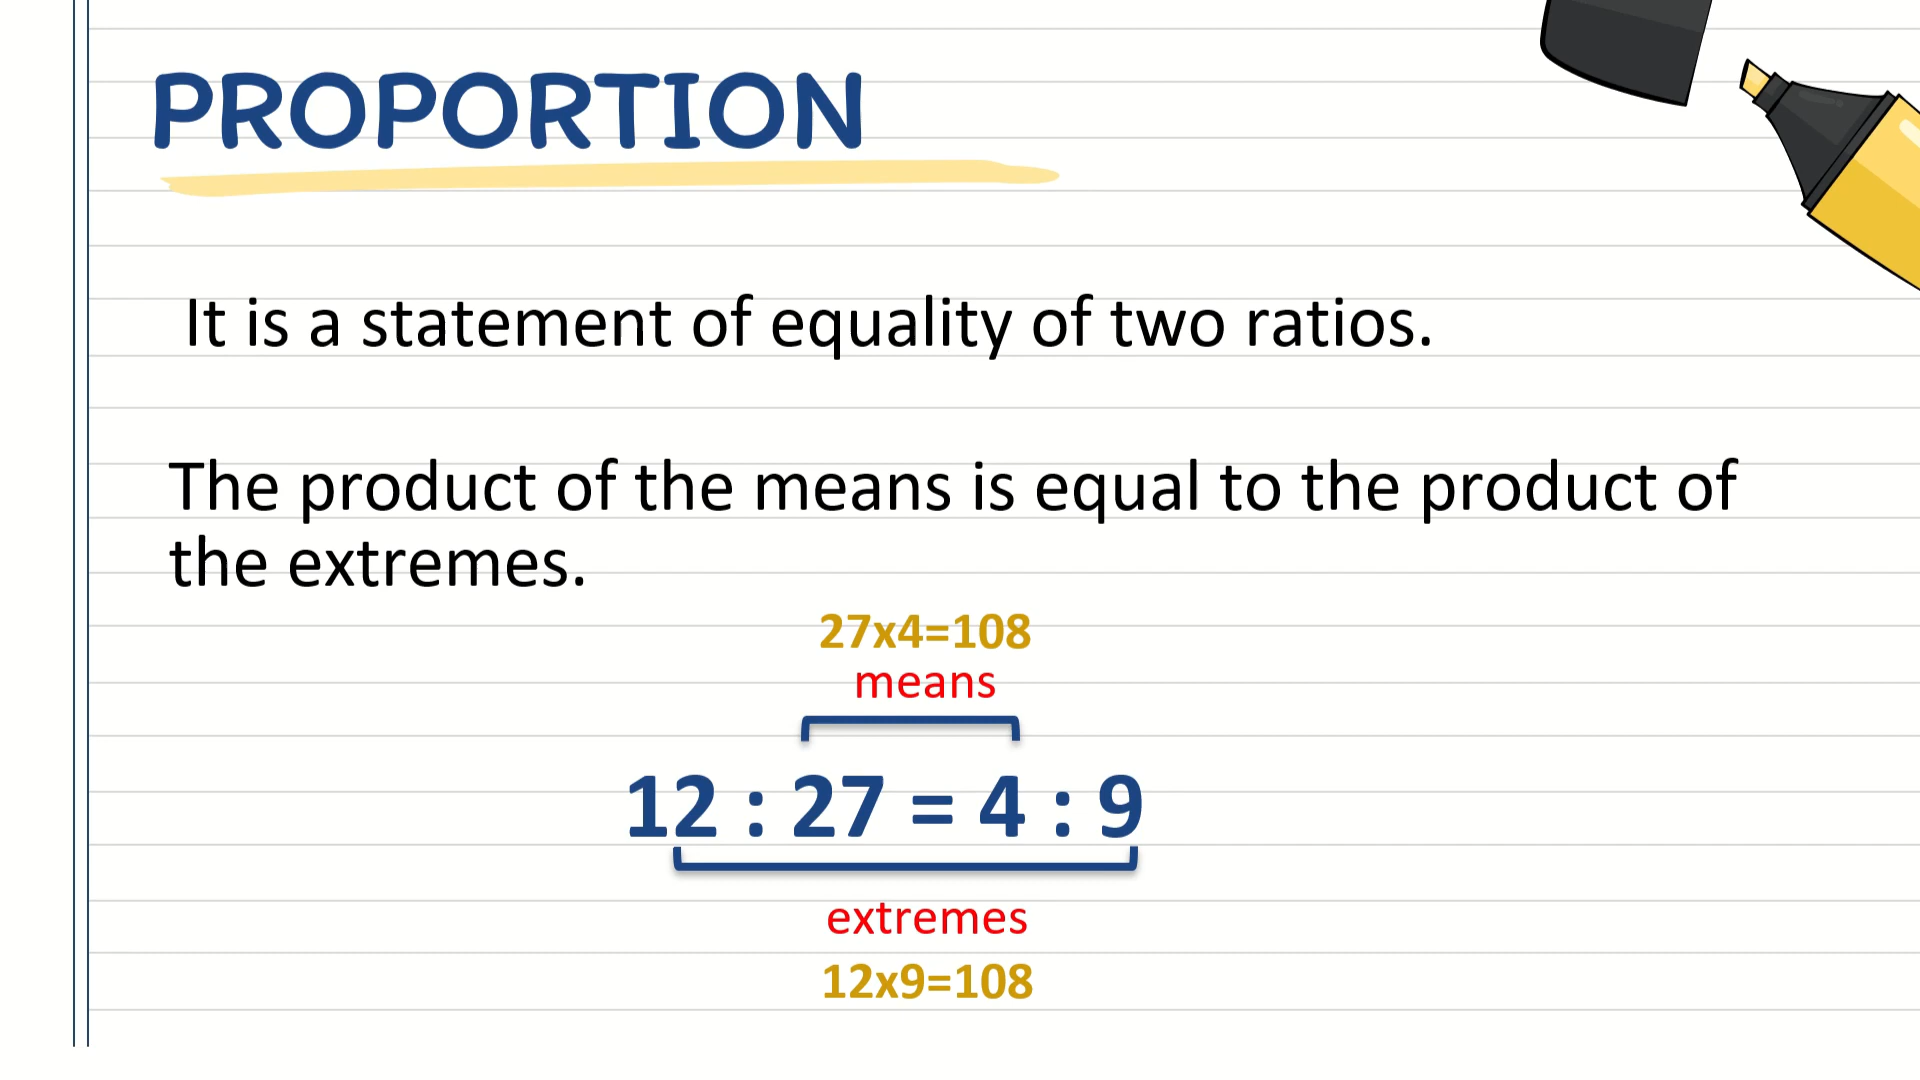 PROPORTION
It is a statement of equality of two ratios.
The product of the means is equal to the product of
the extremes.
27x4=108
means
12 : 27 = 4 : 9
extremes
12x9=108